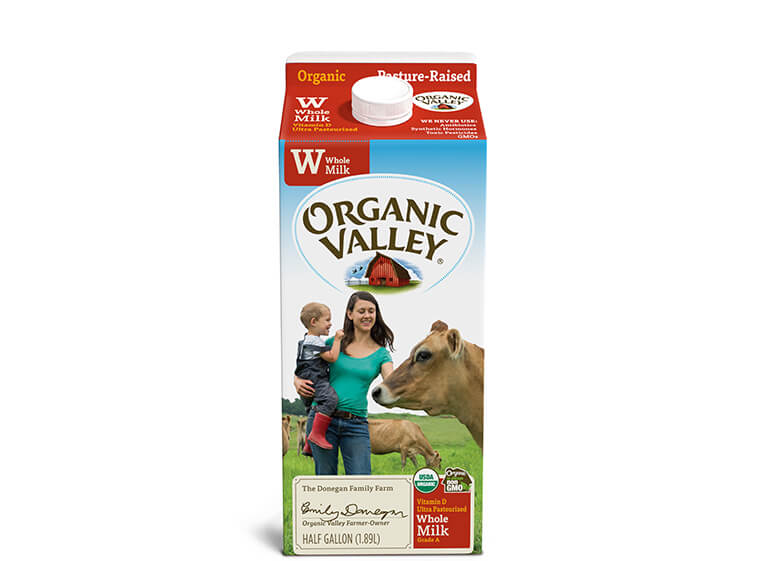 Organic
Pasture-Raised
W
Whole
Milk
Vitamin D
Ultra Pasteurized
ORGANIC
VALLEY
WE NEVER USE:
Antibiotics
Synthetic Hormones
Toxic Pesticides
GMOs
W Whole
Milk
ORGANIC
VALLEY®
The Donegan Family Farm
Emily Donegan
Organic Valley Farmer-Owner
HALF GALLON (1.89L)
USDA
ORGANIC
Organic
NON
GMO
Vitamin D
Ultra Pasteurized
Whole
Milk
Grade A